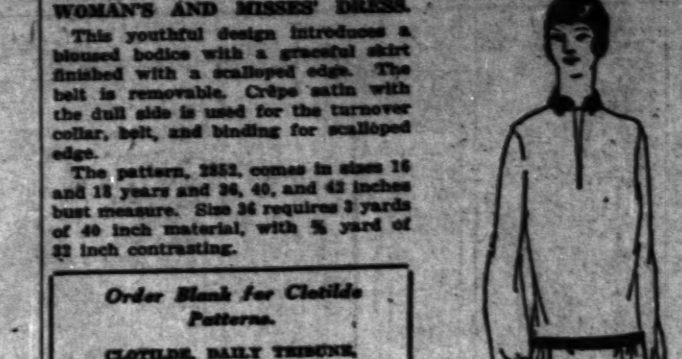 WOMAN'S AND MISSES' DRESS.
This youthful design introduces a
bloused bodice with a graceful skirt
finished with a scalloped edge. The
belt is removable. Crêpe satin with
the dull side is used for the turnover
collar, belt, and binding for scalloped
edge.
The pattern, 2852, comes in sizes 16
and 18 years and 36, 40, and 42 inches
bust measure. Size 36 requires 3 yards
of 40 inch material, with yard of
32 inch contrasting.
Order Blank for Clotilde
Patterns.
CLOTILDE, DAILY TRIBUNE,